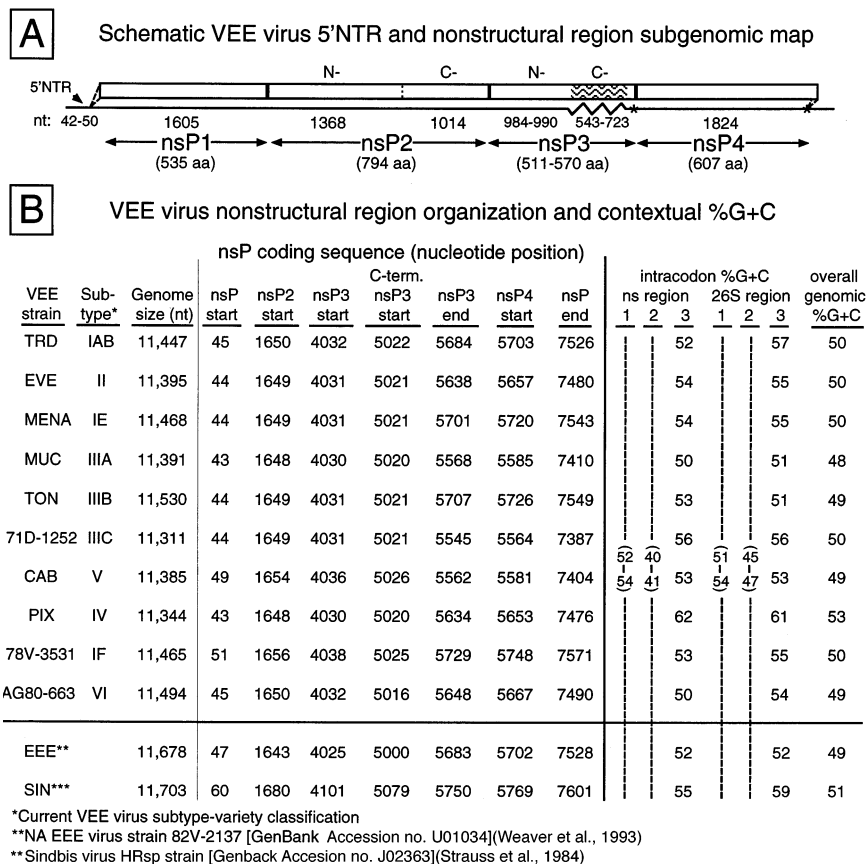 A Schematic VEE virus 5'NTR and nonstructural region subgenomic map
N- C- N- C-
5'NTR
* *
nt: 42-50 1605 1368 1014 984-990 543-723 1824
nsP1 nsP2 nsP3 nsP4
(535 aa) (794 aa) (511-570 aa) (607 aa)
B VEE virus nonstructural region organization and contextual %G+C
nsP coding sequence (nucleotide position)
C-term. intracodon %G+C overall
VEE Sub- Genome nsP nsP2 nsP3 nsP3 nsP3 nsP4 nsP ns region 26S region genomic
strain type* size (nt) start start start start end start end 1 2 3 1 2 3 %G+C
TRD IAB 11,447 45 1650 4032 5022 5684 5703 7526 52 57 50
EVE II 11,395 44 1649 4031 5021 5638 5657 7480 54 55 50
MENA IE 11,468 44 1649 4031 5021 5701 5720 7543 54 55 50
MUC IIIA 11,391 43 1648 4030 5020 5568 5585 7410 50 51 48
TON IIIB 11,530 44 1649 4031 5021 5707 5726 7549 53 51 49
71D-1252 IIIC 11,311 44 1649 4031 5021 5545 5564 7387 56 56 50
52 40 51 45
CAB V 11,385 49 1654 4036 5026 5562 5581 7404 54 41 53 54 47 53 49
PIX IV 11,344 43 1648 4030 5020 5634 5653 7476 62 61 53
78V-3531 IF 11,465 51 1656 4038 5025 5729 5748 7571 53 55 50
AG80-663 VI 11,494 45 1650 4032 5016 5648 5667 7490 50 54 49
EEE** 11,678 47 1643 4025 5000 5683 5702 7528 52 52 49
SIN*** 11,703 60 1680 4101 5079 5750 5769 7601 55 59 51
*Current VEE virus subtype-variety classification
**NA EEE virus strain 82V-2137 [GenBank Accession no. U01034](Weaver et al., 1993)
**Sindbis virus HRsp strain [Genback Accesion no. J02363](Strauss et al., 1984)